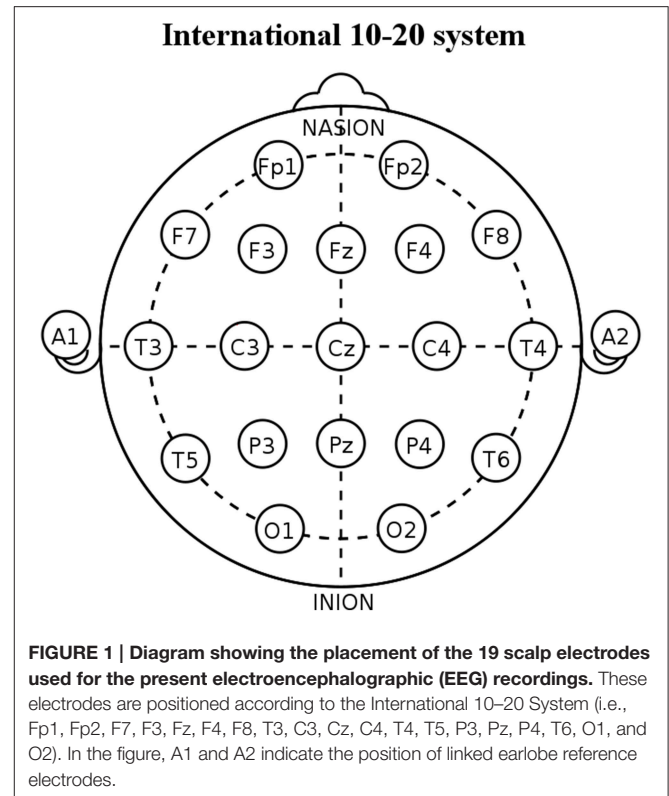 International 10-20 system
NASION
Fp1 Fp2
F7 F3 Fz F4 F8
A1 T3 C3 Cz C4 T4 A2
T5 P3 Pz P4 T6
O1 O2
INION
FIGURE 1 | Diagram showing the placement of the 19 scalp electrodes
used for the present electroencephalographic (EEG) recordings. These
electrodes are positioned according to the International 10–20 System (i.e.,
Fp1, Fp2, F7, F3, Fz, F4, F8, T3, C3, Cz, C4, T4, T5, P3, Pz, P4, T6, O1, and
O2). In the figure, A1 and A2 indicate the position of linked earlobe reference
electrodes.